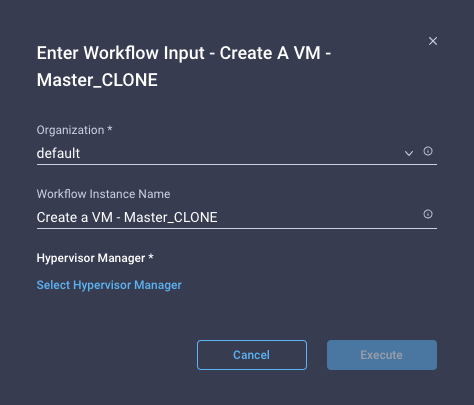 Enter Workflow Input - Create A VM -
Master_CLONE
Organization *
default
Workflow Instance Name
Create a VM - Master_CLONE
Hypervisor Manager *
Select Hypervisor Manager
Cancel
Execute